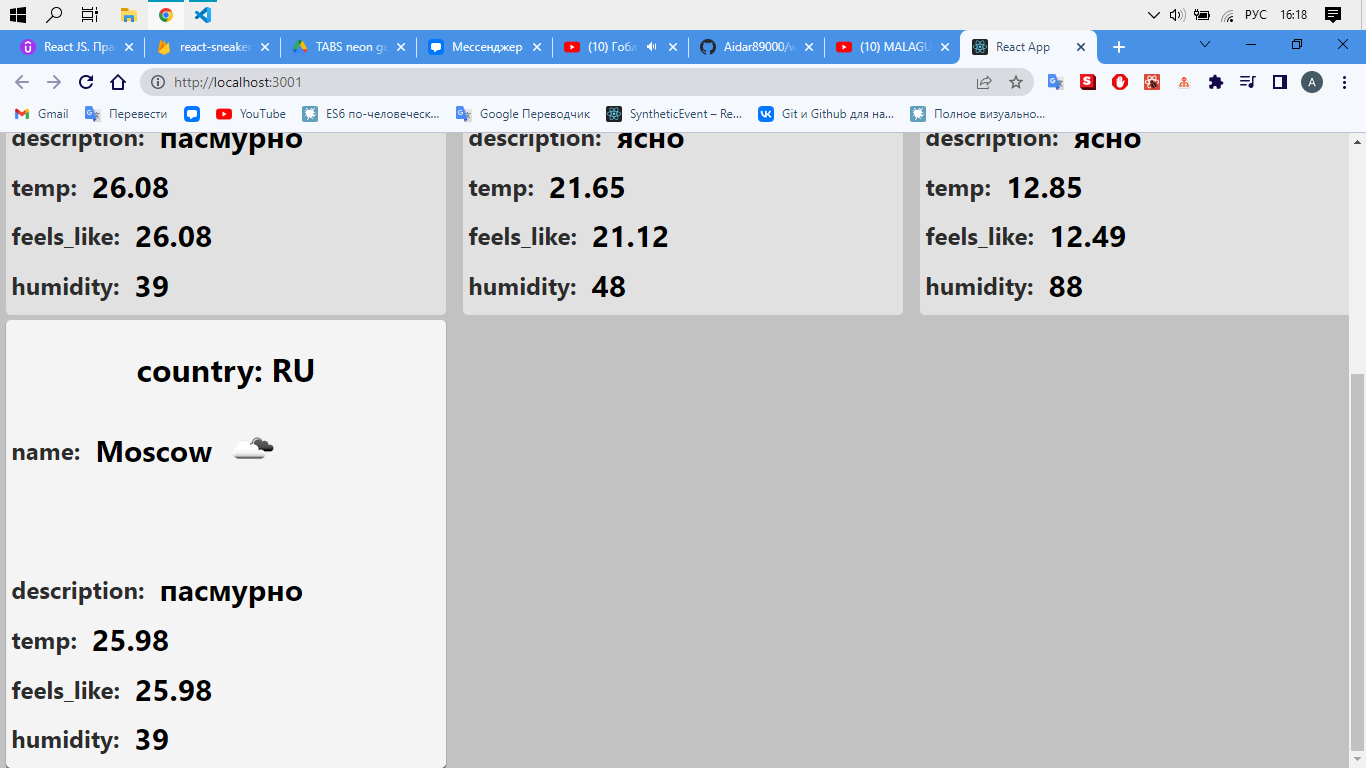 РУС 16:18
React JS. Пра
react-sneaker
TABS neon ge
Мессенджер
(10) Гобл
Aidar89000/w
(10) MALAGU
React App
http://localhost:3001
A
Gmail
Перевести
YouTube
ES6 по-человеческ...
Google Переводчик
SyntheticEvent – Re...
Git и Github для на...
Полное визуально...
description: пасмурно
temp: 26.08
feels_like: 26.08
humidity: 39
description: ясно
temp: 21.65
feels_like: 21.12
humidity: 48
description: ясно
temp: 12.85
feels_like: 12.49
humidity: 88
country: RU
name: Moscow
description: пасмурно
temp: 25.98
feels_like: 25.98
humidity: 39